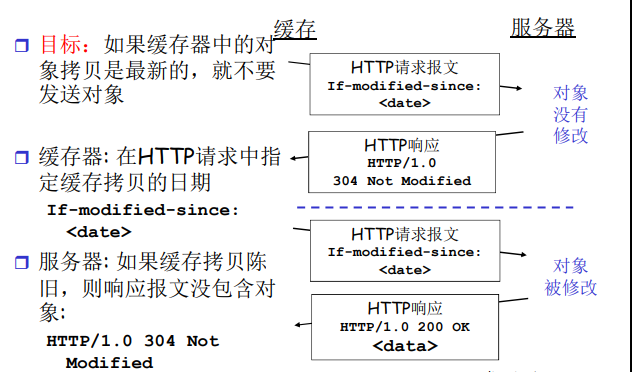 缓存
服务器
目标：如果缓存器中的对
象拷贝是最新的，就不要
发送对象
缓存器: 在HTTP请求中指
定缓存拷贝的日期
If-modified-since:
<date>
服务器: 如果缓存拷贝陈
旧，则响应报文没包含对
象:
HTTP/1.0 304 Not
Modified
HTTP请求报文
If-modified-since:
<date>
对象
没有
修改
HTTP响应
HTTP/1.0
304 Not Modified
HTTP请求报文
If-modified-since:
<date>
对象
被修改
HTTP响应
HTTP/1.0 200 OK
<data>